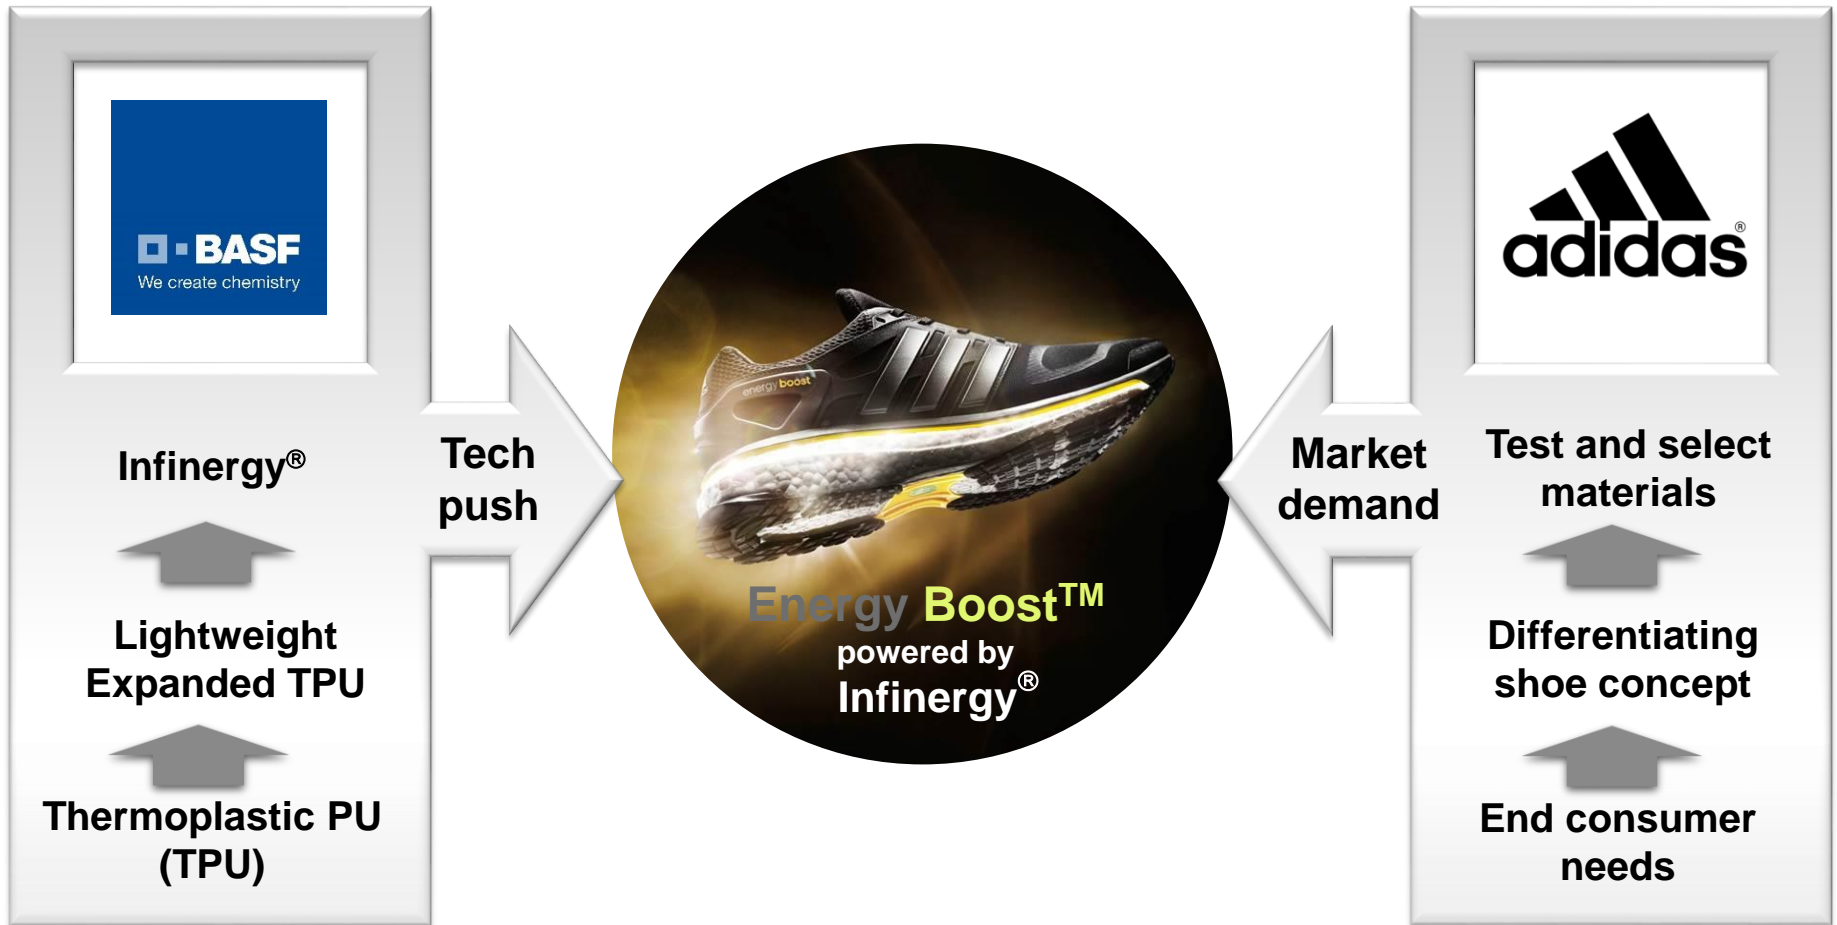 BASF
We create chemistry
Infinergy®
Lightweight
Expanded TPU
Thermoplastic PU
(TPU)
Tech
push
energy boost
Energy Boost™
powered by
Infinergy®
Market
demand
adidas®
Test and select
materials
Differentiating
shoe concept
End consumer
needs